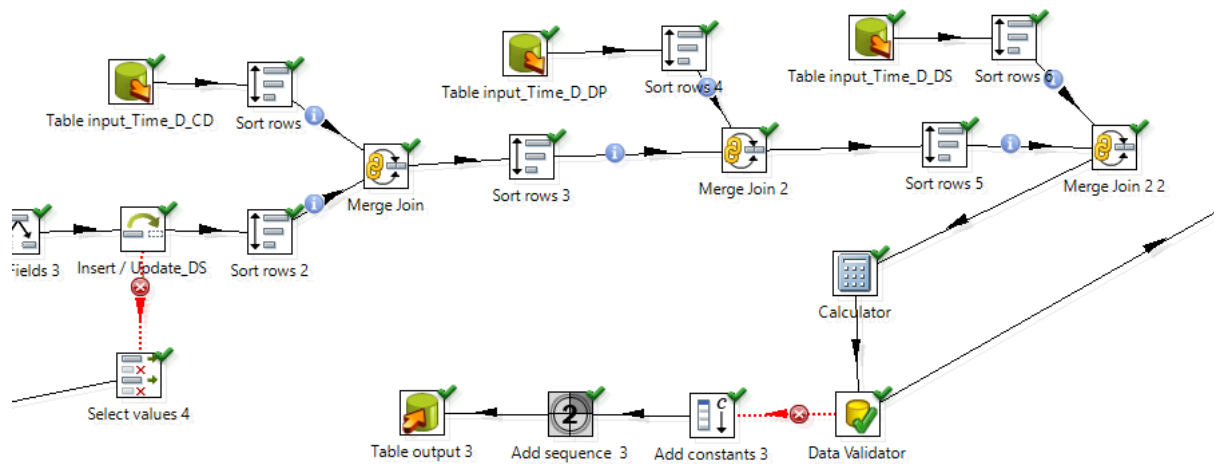 Table input_Time_D_CD
Sort rows
Table input_Time_D_DP
Sort rows 4
Table input_Time_D_DS
Sort rows 6
Merge Join
Sort rows 3
Merge Join 2
Sort rows 5
Merge Join 2 2
Fields 3
Insert / Update_DS
Sort rows 2
Calculator
Select values 4
Table output 3
2
Add sequence 3
c
Add constants 3
Data Validator